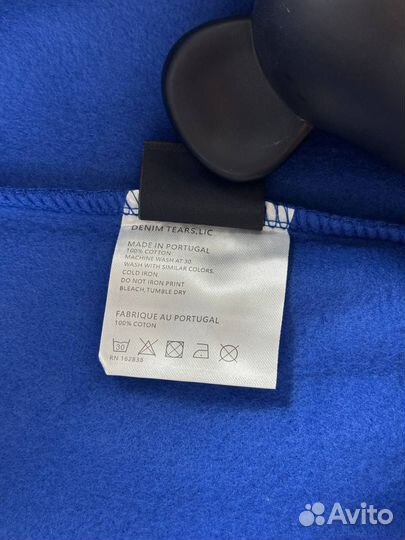 DENIM TEARS,LIC
MADE IN PORTUGAL
100% COTTON
MACHINE WASH AT 30.
WASH WITH SIMILAR COLORS.
COLD IRON.
DO NOT IRON PRINT
BLEACH,TUMBLE DRY
FABRIQUE AU PORTUGAL
100% COTON
30
RN 162838
Avito